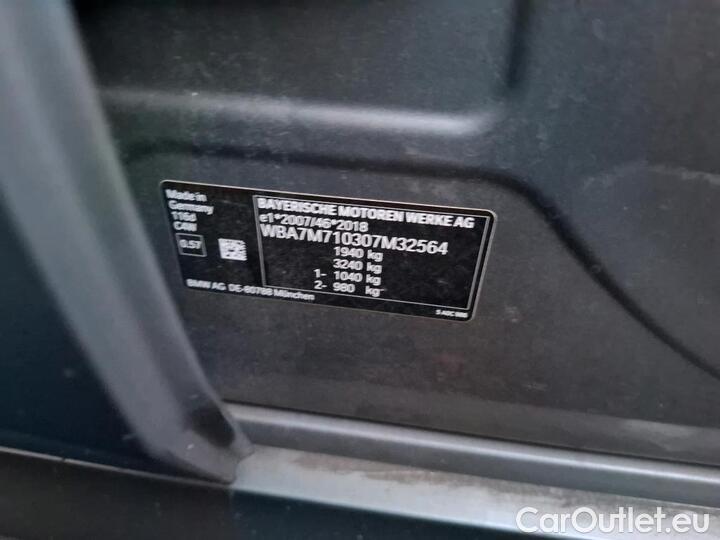 Made in
Germany
116d
C4W
0.57
BAYERISCHE MOTOREN WERKE AG
e1*2007/46*2018
WBA7M710307M32564
1940 kg
3240 kg
1- 1040 kg
2- 980 kg
BMW AG DE-80788 München
CarOutlet.eu